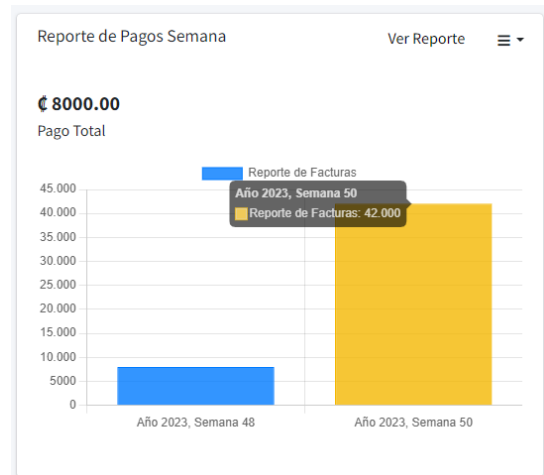 Reporte de Pagos Semana
Ver Reporte
₡ 8000.00
Pago Total
Reporte de Facturas
Año 2023, Semana 50
Reporte de Facturas: 42.000
45.000
40.000
35.000
30.000
25.000
20.000
15.000
10.000
5000
0
Año 2023, Semana 48
Año 2023, Semana 50